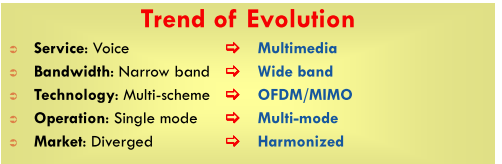 Trend of Evolution
Service: Voice ⇨ Multimedia
Bandwidth: Narrow band ⇨ Wide band
Technology: Multi-scheme ⇨ OFDM/MIMO
Operation: Single mode ⇨ Multi-mode
Market: Diverged ⇨ Harmonized